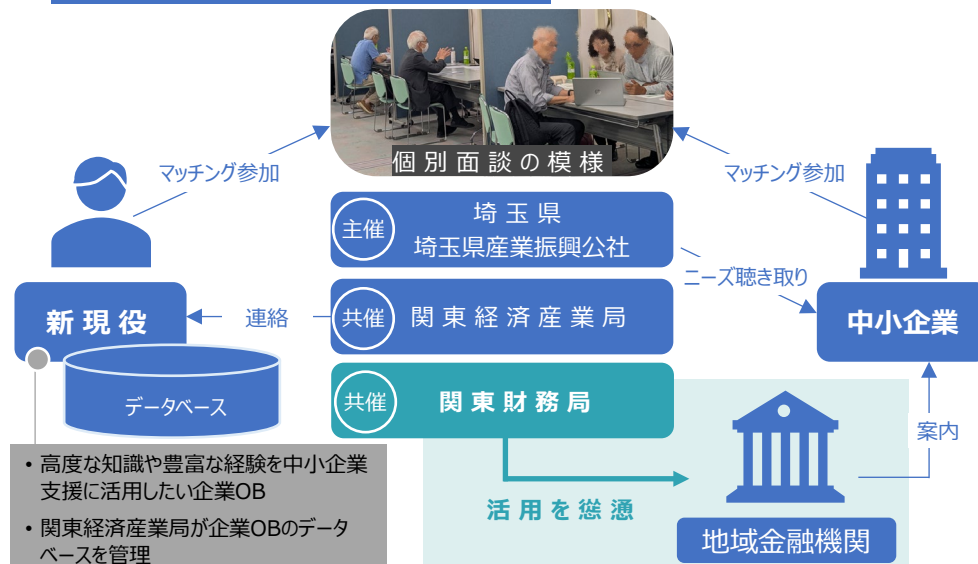 個別面談の模様
マッチング参加
マッチング参加
主催
埼玉県
埼玉県産業振興公社
ニーズ聴き取り
新現役
連絡
共催
関東経済産業局
中小企業
データベース
共催
関東財務局
案内
・高度な知識や豊富な経験を中小企業
支援に活用したい企業OB
・関東経済産業局が企業OBのデータ
ベースを管理
活用を慫慂
地域金融機関